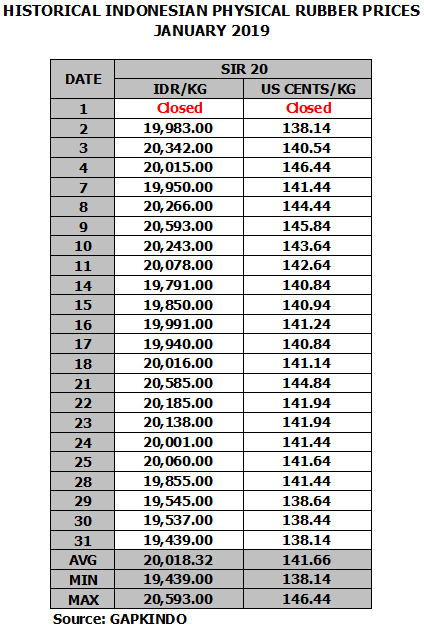 HISTORICAL INDONESIAN PHYSICAL RUBBER PRICES
JANUARY 2019
DATE SIR 20
IDR/KG US CENTS/KG
1 Closed Closed
2 19,983.00 138.14
3 20,342.00 140.54
4 20,015.00 146.44
7 19,950.00 141.44
8 20,266.00 144.44
9 20,593.00 145.84
10 20,243.00 143.64
11 20,078.00 142.64
14 19,791.00 140.84
15 19,850.00 140.94
16 19,991.00 141.24
17 19,940.00 140.84
18 20,016.00 141.14
21 20,585.00 144.84
22 20,185.00 141.94
23 20,138.00 141.94
24 20,001.00 141.44
25 20,060.00 141.64
28 19,855.00 141.44
29 19,545.00 138.64
30 19,537.00 138.44
31 19,439.00 138.14
AVG 20,018.32 141.66
MIN 19,439.00 138.14
MAX 20,593.00 146.44
Source: GAPKINDO